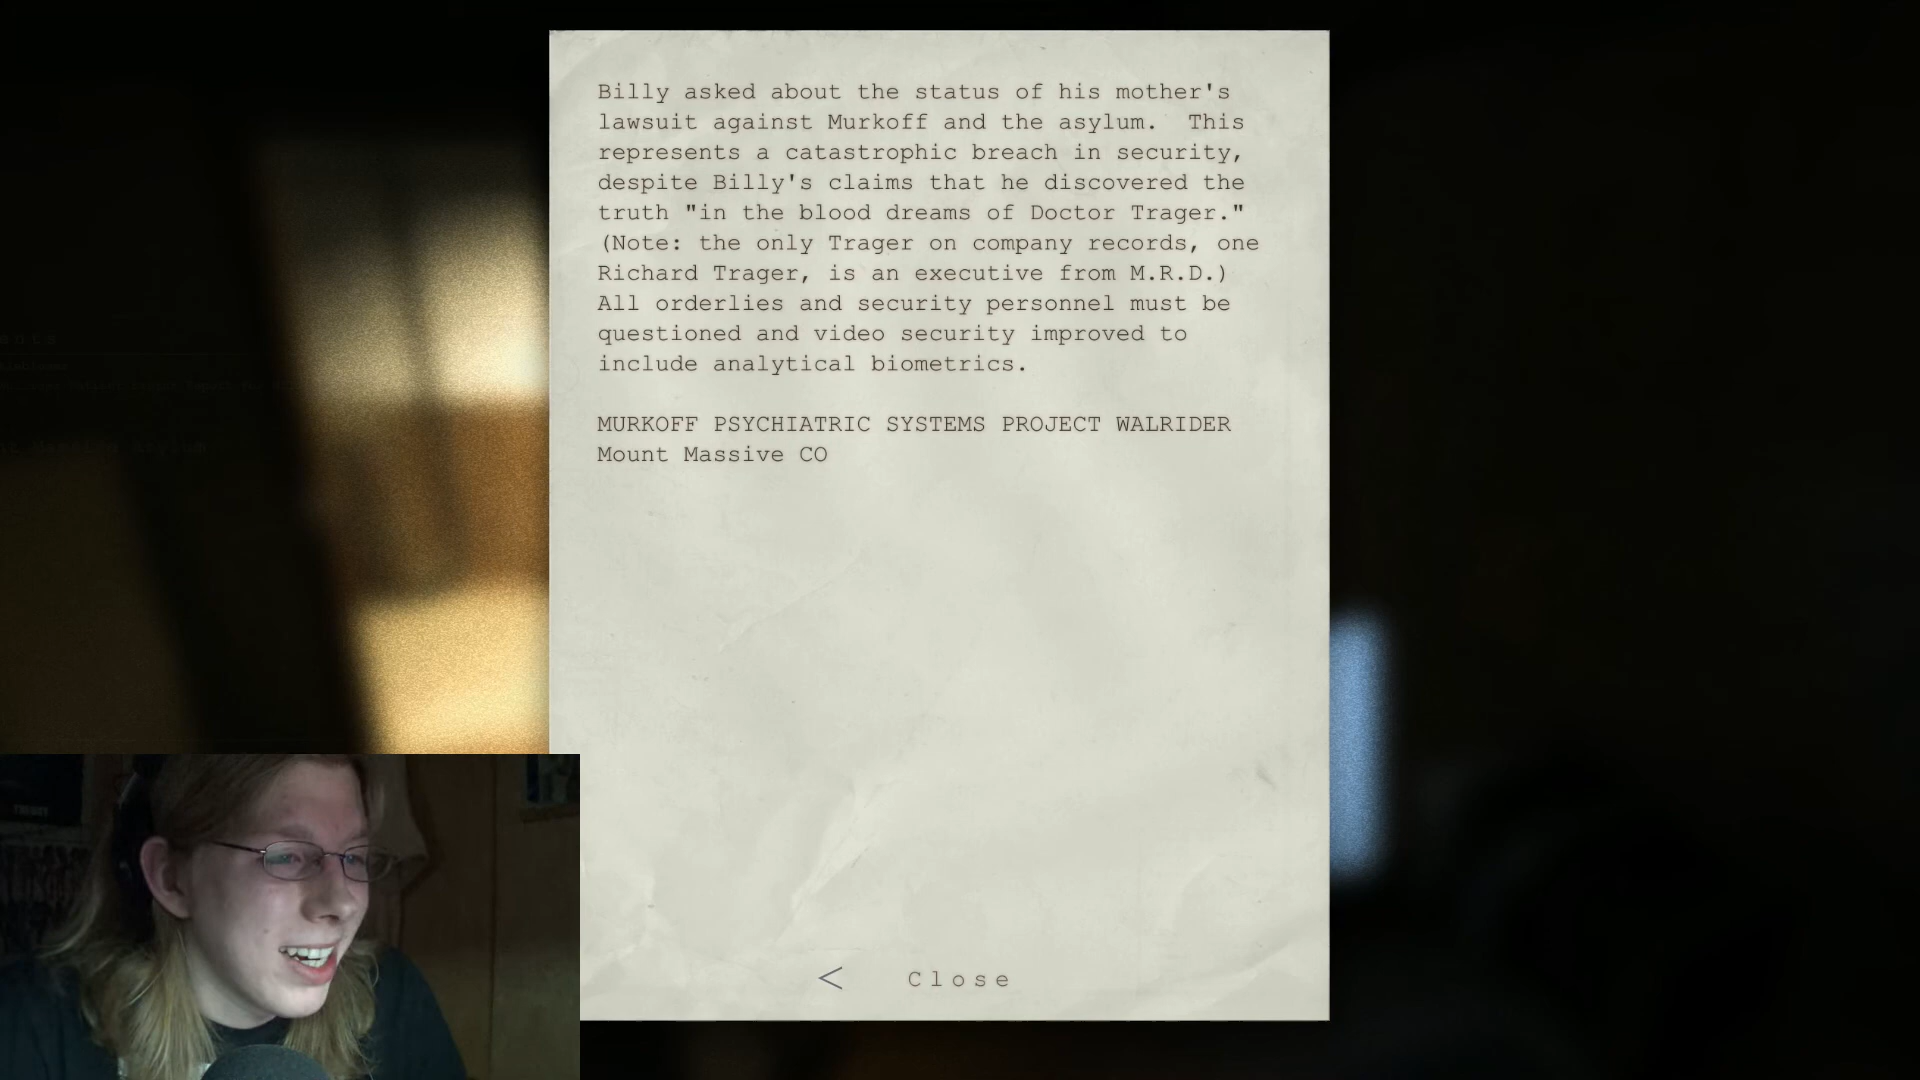 Billy asked about the status of his mother's
lawsuit against Murkoff and the asylum.  This
represents a catastrophic breach in security,
despite Billy's claims that he discovered the
truth "in the blood dreams of Doctor Trager."
(Note: the only Trager on company records, one
Richard Trager, is an executive from M.R.D.)
All orderlies and security personnel must be
questioned and video security improved to
include analytical biometrics.
MURKOFF PSYCHIATRIC SYSTEMS PROJECT WALRIDER
Mount Massive CO
< Close